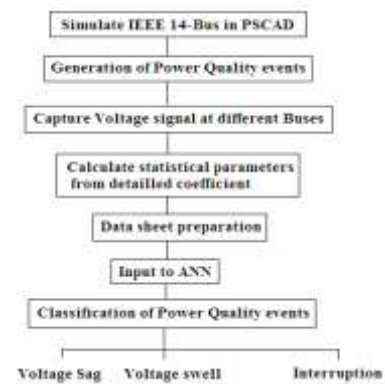 Simulate IEEE 14-Bus in PSCAD
Generation of Power Quality events
Capture Voltage signal at different Buses
Calculate statistical parameters
from detailled coefficient
Data sheet preparation
Input to ANN
Classification of Power Quality events
Voltage Sag Voltage swell Interruption